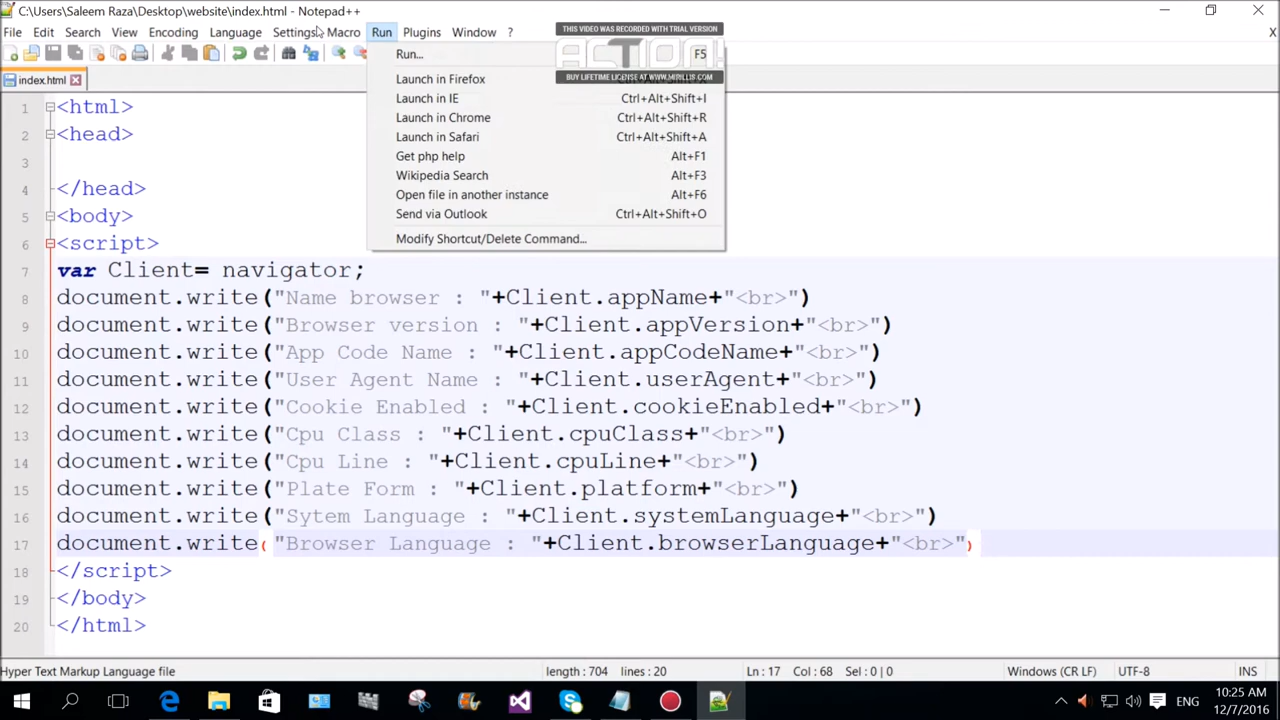 C:\Users\Saleem Raza\Desktop\website\index.html - Notepad++
File Edit Search View Encoding Language Settings Macro Run Plugins Window ? X
THIS VIDEO WAS RECORDED WITH TRIAL VERSION
BUY LIFETIME LICENSE AT WWW.MIRILLIS.COM
Run... F5
Launch in Firefox
Launch in IE Ctrl+Alt+Shift+I
Launch in Chrome Ctrl+Alt+Shift+R
Launch in Safari Ctrl+Alt+Shift+A
Get php help Alt+F1
Wikipedia Search Alt+F3
Open file in another instance Alt+F6
Send via Outlook Ctrl+Alt+Shift+O
Modify Shortcut/Delete Command...
index.html
1 <html>
2 <head>
3
4 </head>
5 <body>
6 <script>
7 var Client= navigator;
8 document.write("Name browser : "+Client.appName+"<br>")
9 document.write("Browser version : "+Client.appVersion+"<br>")
10 document.write("App Code Name : "+Client.appCodeName+"<br>")
11 document.write("User Agent Name : "+Client.userAgent+"<br>")
12 document.write("Cookie Enabled : "+Client.cookieEnabled+"<br>")
13 document.write("Cpu Class : "+Client.cpuClass+"<br>")
14 document.write("Cpu Line : "+Client.cpuLine+"<br>")
15 document.write("Plate Form : "+Client.platform+"<br>")
16 document.write("Sytem Language : "+Client.systemLanguage+"<br>")
17 document.write("Browser Language : "+Client.browserLanguage+"<br>")
18 </script>
19 </body>
20 </html>
Hyper Text Markup Language file length : 704 lines : 20 Ln : 17 Col : 68 Sel : 0 | 0 Windows (CR LF) UTF-8 INS
ENG
10:25 AM
12/7/2016